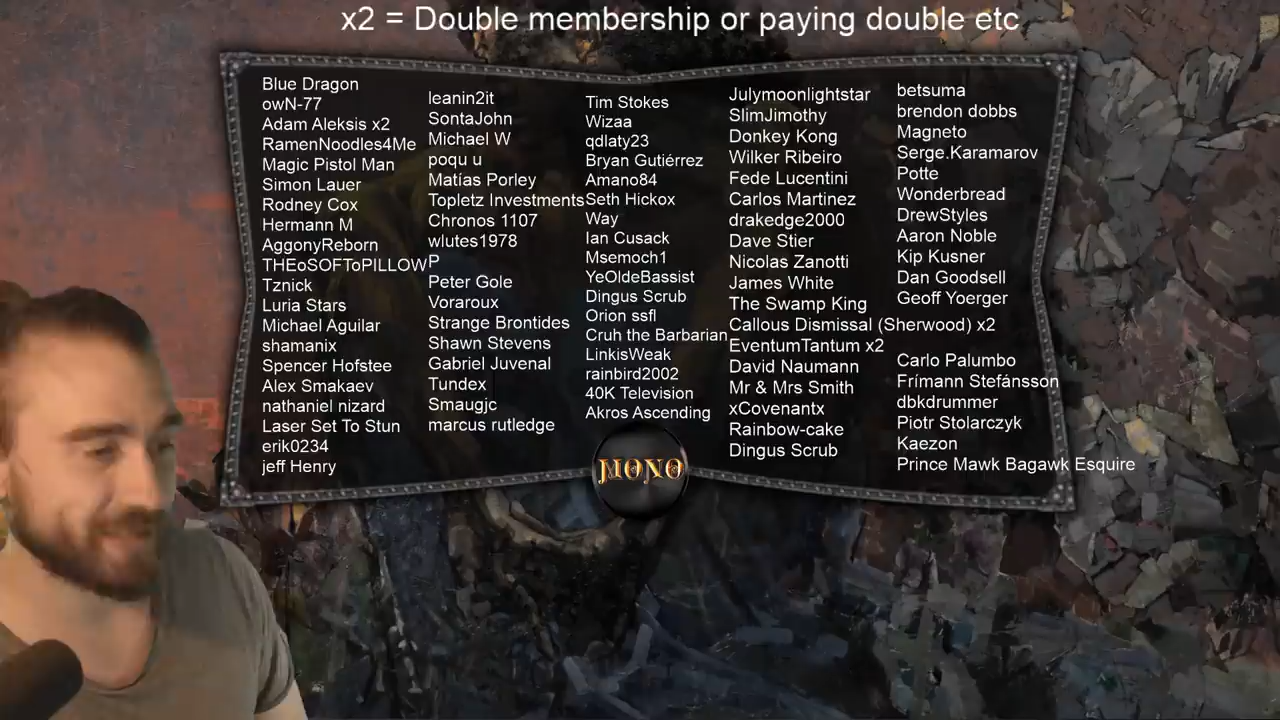 x2 = Double membership or paying double etc
Blue Dragon
owN-77
Adam Aleksis x2
RamenNoodles4Me
Magic Pistol Man
Simon Lauer
Rodney Cox
Hermann M
AggonyReborn
THEoSOFToPILLOW
Tznick
Luria Stars
Michael Aguilar
shamanix
Spencer Hofstee
Alex Smakaev
nathaniel nizard
Laser Set To Stun
erik0234
jeff Henry
leanin2it
SontaJohn
Michael W
poqu u
Matías Porley
Topletz Investments
Chronos 1107
wlutes1978
P
Peter Gole
Voraroux
Strange Brontides
Shawn Stevens
Gabriel Juvenal
Tundex
Smaugjc
marcus rutledge
Tim Stokes
Wizaa
qdlaty23
Bryan Gutiérrez
Amano84
Seth Hickox
Way
Ian Cusack
Msemoch1
YeOldeBassist
Dingus Scrub
Orion ssfl
Cruh the Barbarian
LinkisWeak
rainbird2002
40K Television
Akros Ascending
Julymoonlightstar
SlimJimothy
Donkey Kong
Wilker Ribeiro
Fede Lucentini
Carlos Martinez
drakedge2000
Dave Stier
Nicolas Zanotti
James White
The Swamp King
Callous Dismissal (Sherwood) x2
EventumTantum x2
David Naumann
Mr & Mrs Smith
xCovenantx
Rainbow-cake
Dingus Scrub
betsuma
brendon dobbs
Magneto
Serge.Karamarov
Potte
Wonderbread
DrewStyles
Aaron Noble
Kip Kusner
Dan Goodsell
Geoff Yoerger
Carlo Palumbo
Frímann Stefánsson
dbkdrummer
Piotr Stolarczyk
Kaezon
Prince Mawk Bagawk Esquire
MONO